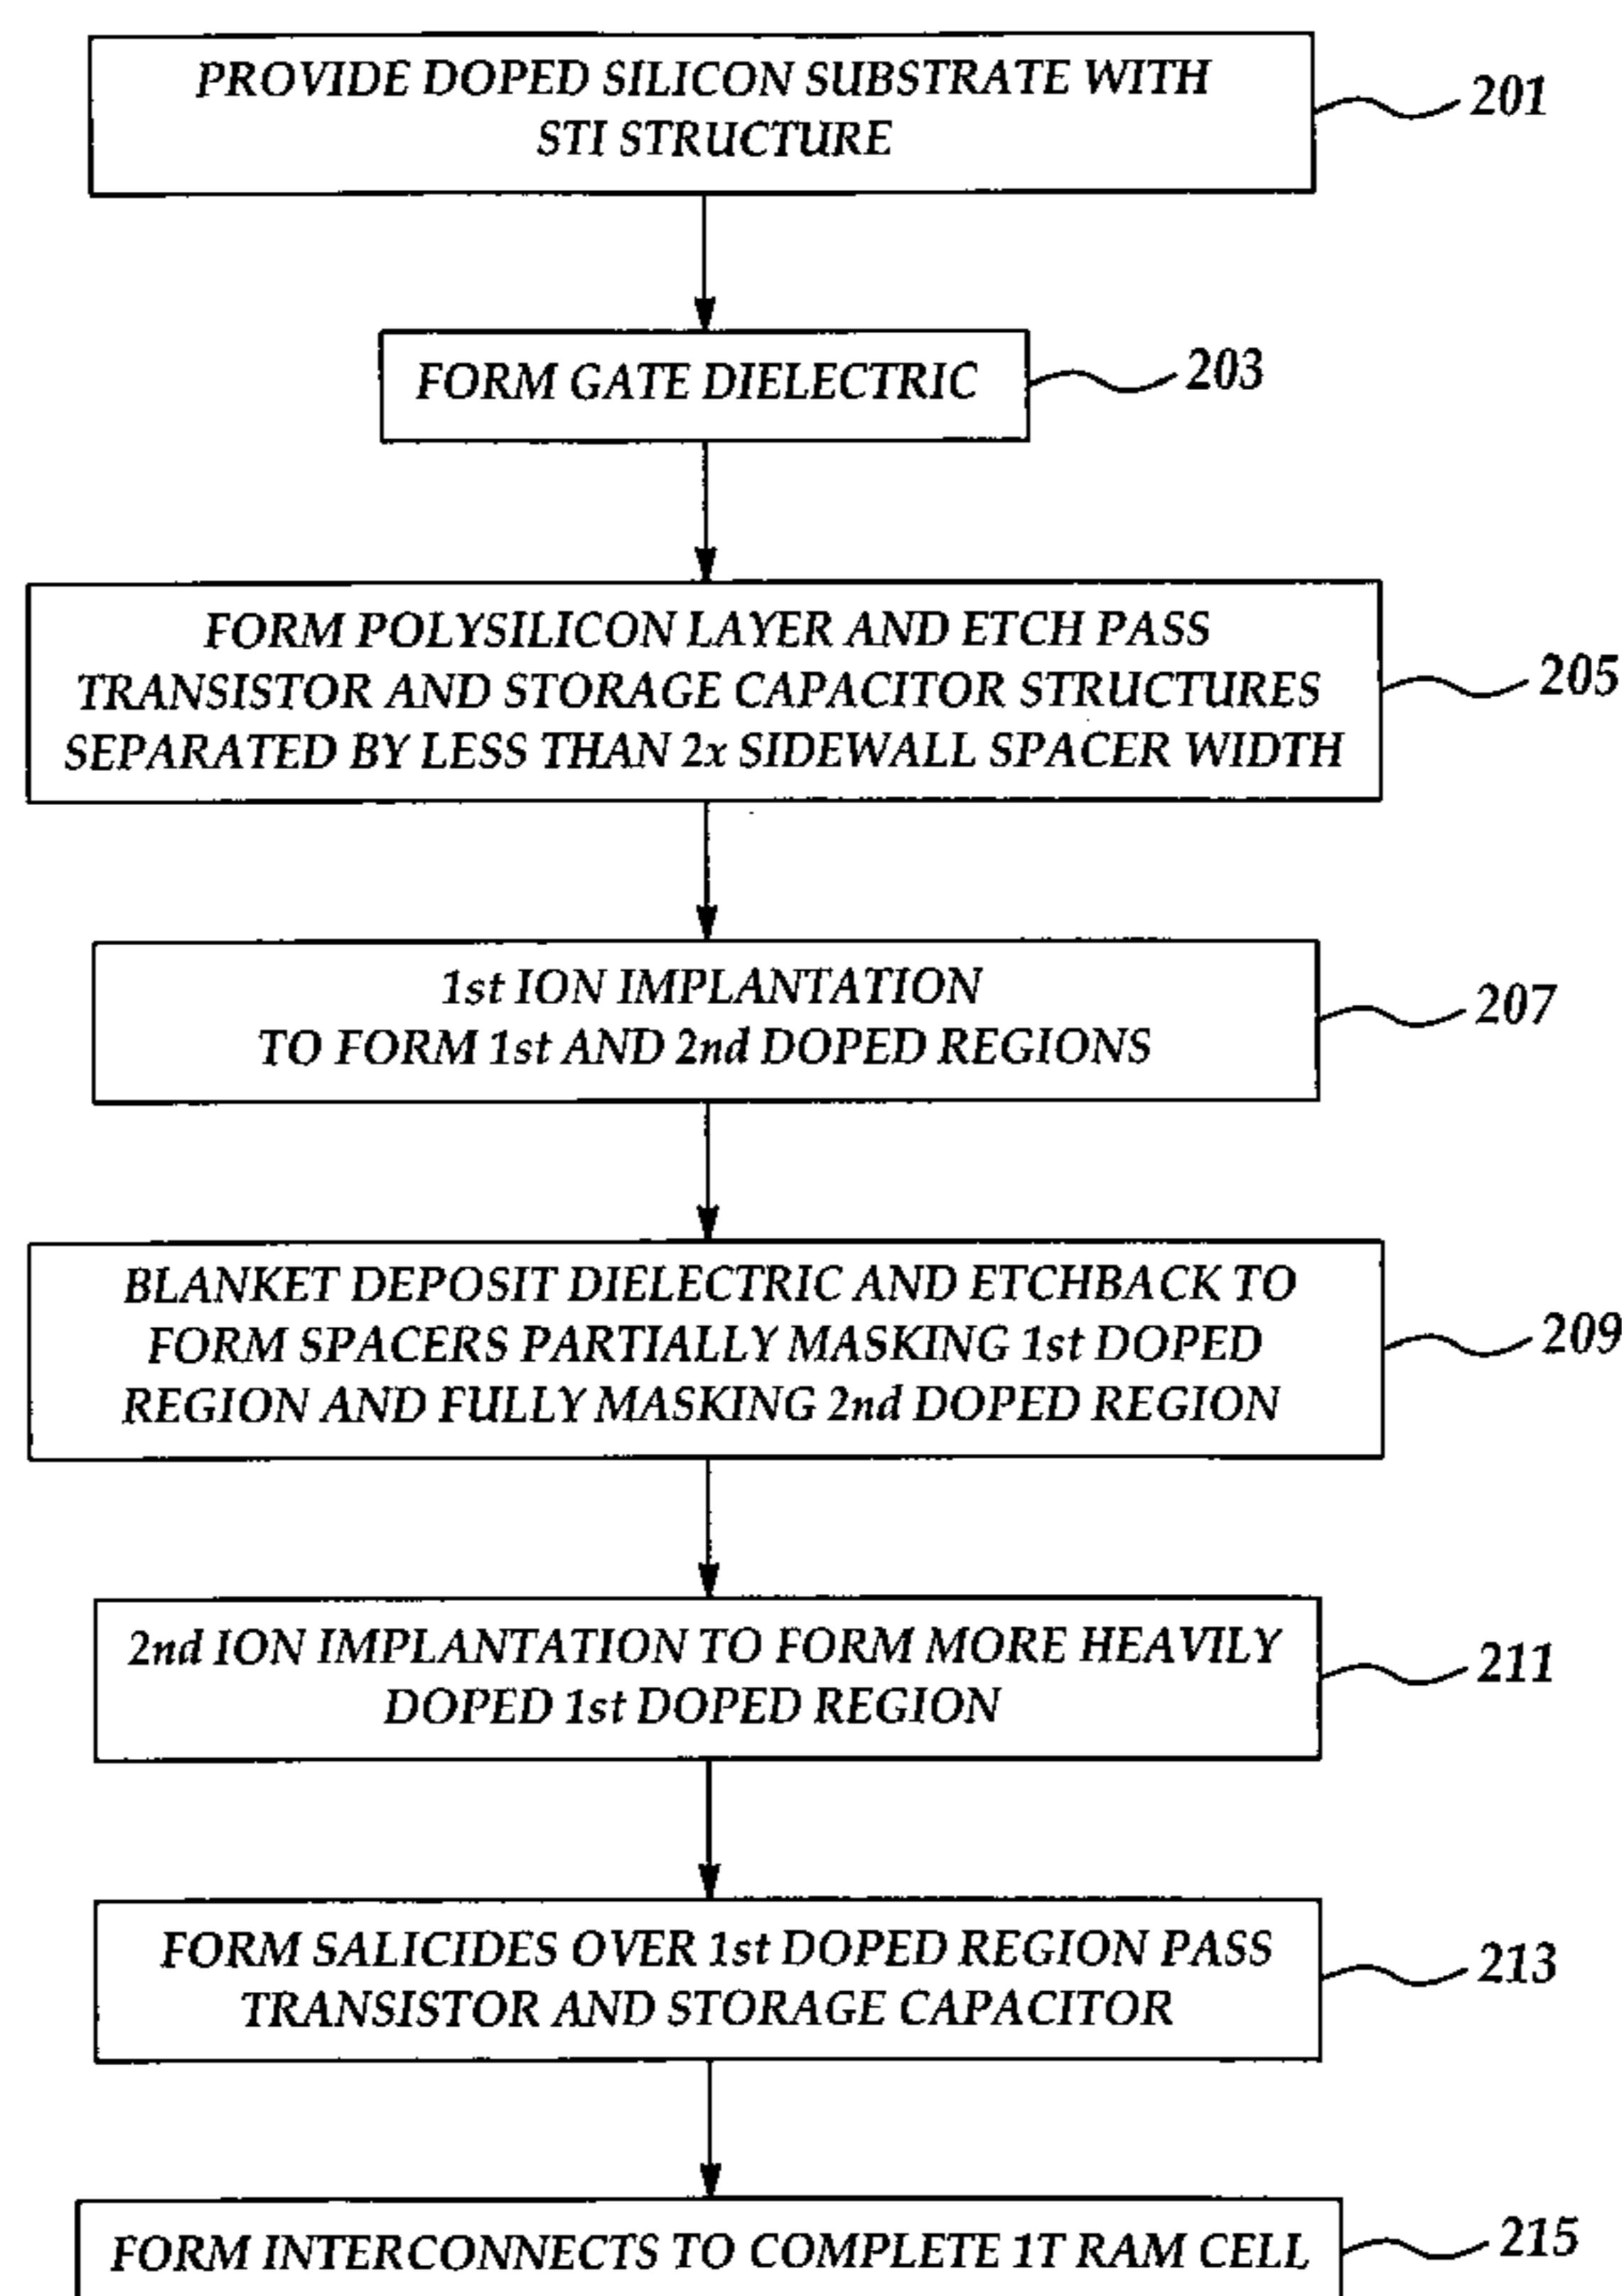 PROVIDE DOPED SILICON SUBSTRATE WITH
STI STRUCTURE
201
FORM GATE DIELECTRIC
203
FORM POLYSILICON LAYER AND ETCH PASS
TRANSISTOR AND STORAGE CAPACITOR STRUCTURES
SEPARATED BY LESS THAN 2x SIDEWALL SPACER WIDTH
205
1st ION IMPLANTATION
TO FORM 1st AND 2nd DOPED REGIONS
207
BLANKET DEPOSIT DIELECTRIC AND ETCHBACK TO
FORM SPACERS PARTIALLY MASKING 1st DOPED
REGION AND FULLY MASKING 2nd DOPED REGION
209
2nd ION IMPLANTATION TO FORM MORE HEAVILY
DOPED 1st DOPED REGION
211
FORM SALICIDES OVER 1st DOPED REGION PASS
TRANSISTOR AND STORAGE CAPACITOR
213
FORM INTERCONNECTS TO COMPLETE 1T RAM CELL
215